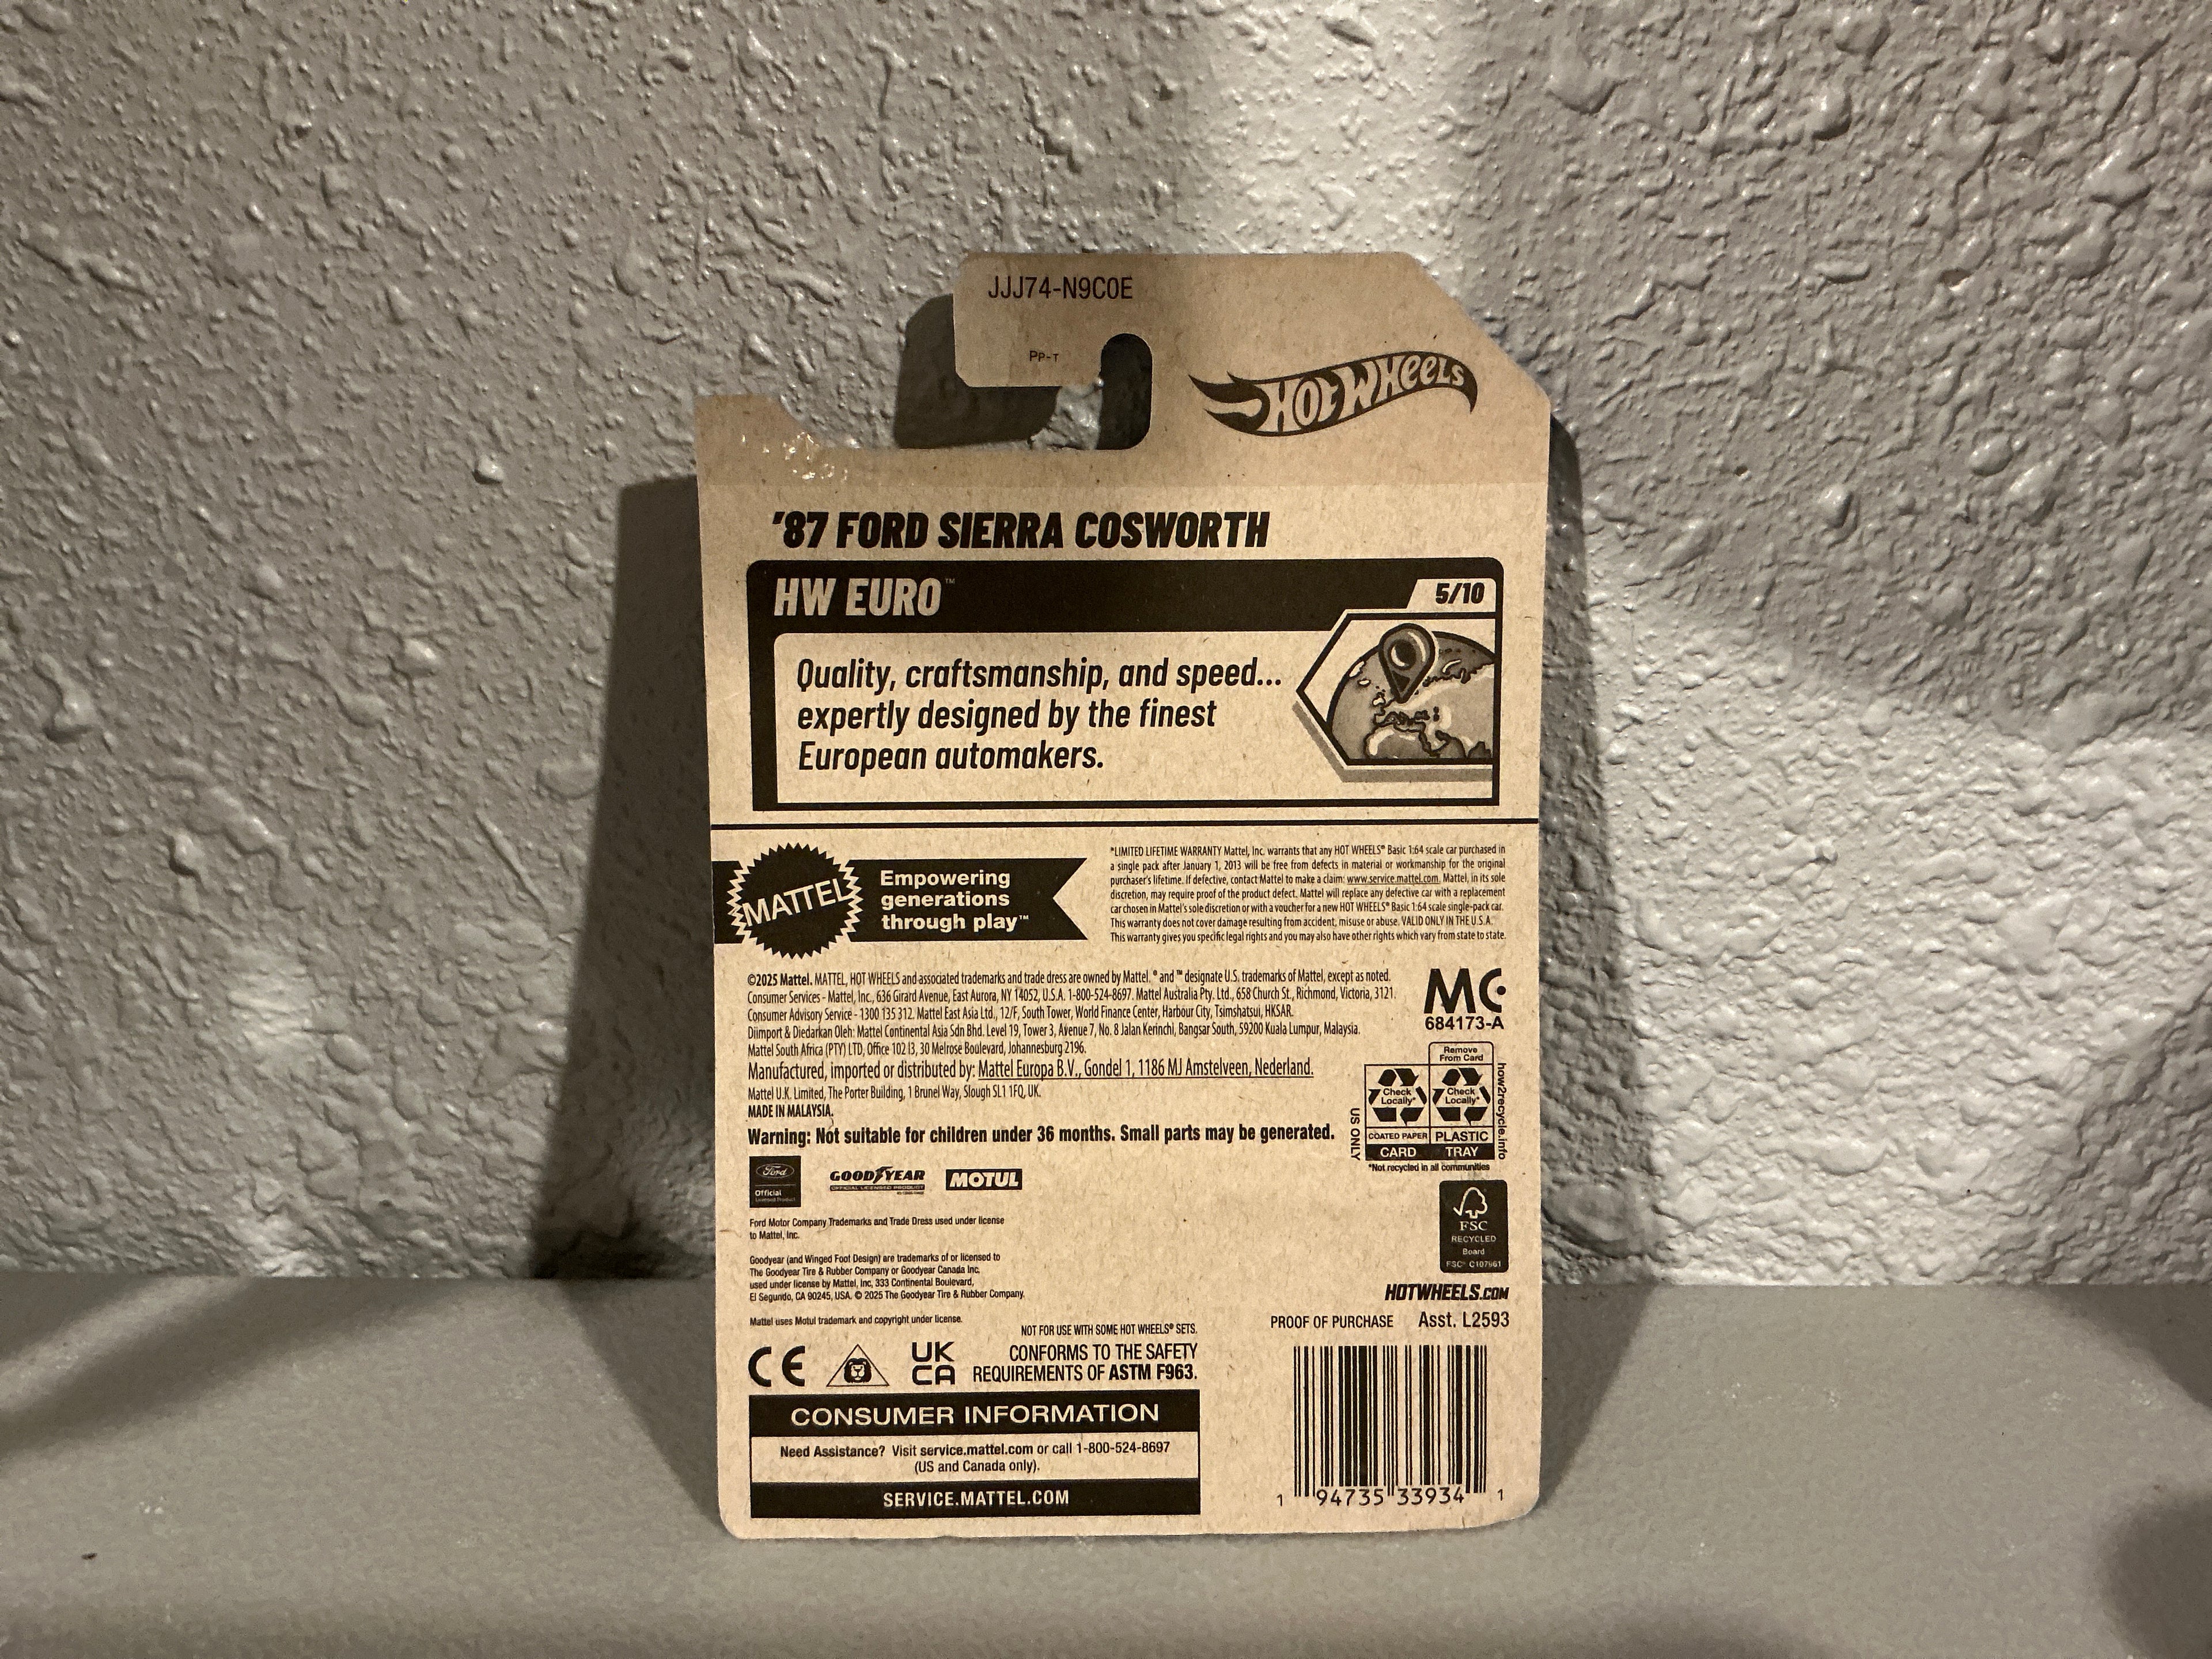 JJJ74-N9C0E
PP-T
HOT WHEELS
'87 FORD SIERRA COSWORTH
HW EURO™
5/10
Quality, craftsmanship, and speed...
expertly designed by the finest
European automakers.
MATTEL
Empowering
generations
through play™
*LIMITED LIFETIME WARRANTY Mattel, Inc. warrants that any HOT WHEELS® Basic 1:64 scale car purchased in
a single pack after January 1, 2013 will be free from defects in material or workmanship for the original
purchaser's lifetime. If defective, contact Mattel to make a claim: www.service.mattel.com. Mattel, in its sole
discretion, may require proof of the product defect. Mattel will replace any defective car with a replacement
car chosen in Mattel's sole discretion or with a voucher for a new HOT WHEELS® Basic 1:64 scale single-pack car.
This warranty does not cover damage resulting from accident, misuse or abuse. VALID ONLY IN THE U.S.A.
This warranty gives you specific legal rights and you may also have other rights which vary from state to state.
©2025 Mattel. MATTEL, HOT WHEELS and associated trademarks and trade dress are owned by Mattel. ® and ™ designate U.S. trademarks of Mattel, except as noted.
Consumer Services - Mattel, Inc., 636 Girard Avenue, East Aurora, NY 14052, U.S.A. 1-800-524-8697. Mattel Australia Pty. Ltd., 658 Church St., Richmond, Victoria, 3121.
Consumer Advisory Service - 1300 135 312. Mattel East Asia Ltd., 12/F, South Tower, World Finance Center, Harbour City, Tsimshatsui, HKSAR.
Diimport & Diedarkan Oleh: Mattel Continental Asia Sdn Bhd. Level 19, Tower 3, Avenue 7, No. 8 Jalan Kerinchi, Bangsar South, 59200 Kuala Lumpur, Malaysia.
Mattel South Africa (PTY) LTD, Office 102 I3, 30 Melrose Boulevard, Johannesburg 2196.
Manufactured, imported or distributed by: Mattel Europa B.V., Gondel 1, 1186 MJ Amstelveen, Nederland.
Mattel U.K. Limited, The Porter Building, 1 Brunel Way, Slough SL1 1FQ, UK.
MADE IN MALAYSIA.
Warning: Not suitable for children under 36 months. Small parts may be generated.
MC
684173-A
Remove
From Card
Check
Locally*
Check
Locally*
COATED PAPER
PLASTIC
CARD
TRAY
US ONLY
how2recycle.info
*Not recycled in all communities
Ford
Official
Licensed Product
GOODYEAR
OFFICIAL LICENSED PRODUCT
MOTUL
FSC
RECYCLED
Board
FSC® C107961
Ford Motor Company Trademarks and Trade Dress used under license
to Mattel, Inc.
Goodyear (and Winged Foot Design) are trademarks of or licensed to
The Goodyear Tire & Rubber Company or Goodyear Canada Inc.
used under license by Mattel, Inc, 333 Continental Boulevard,
El Segundo, CA 90245, USA. © 2025 The Goodyear Tire & Rubber Company.
Mattel uses Motul trademark and copyright under license.
HOTWHEELS.COM
PROOF OF PURCHASE
Asst. L2593
NOT FOR USE WITH SOME HOT WHEELS® SETS.
CE
UK
CA
CONFORMS TO THE SAFETY
REQUIREMENTS OF ASTM F963.
CONSUMER INFORMATION
Need Assistance? Visit service.mattel.com or call 1-800-524-8697
(US and Canada only).
SERVICE.MATTEL.COM
1 94735 33934 1